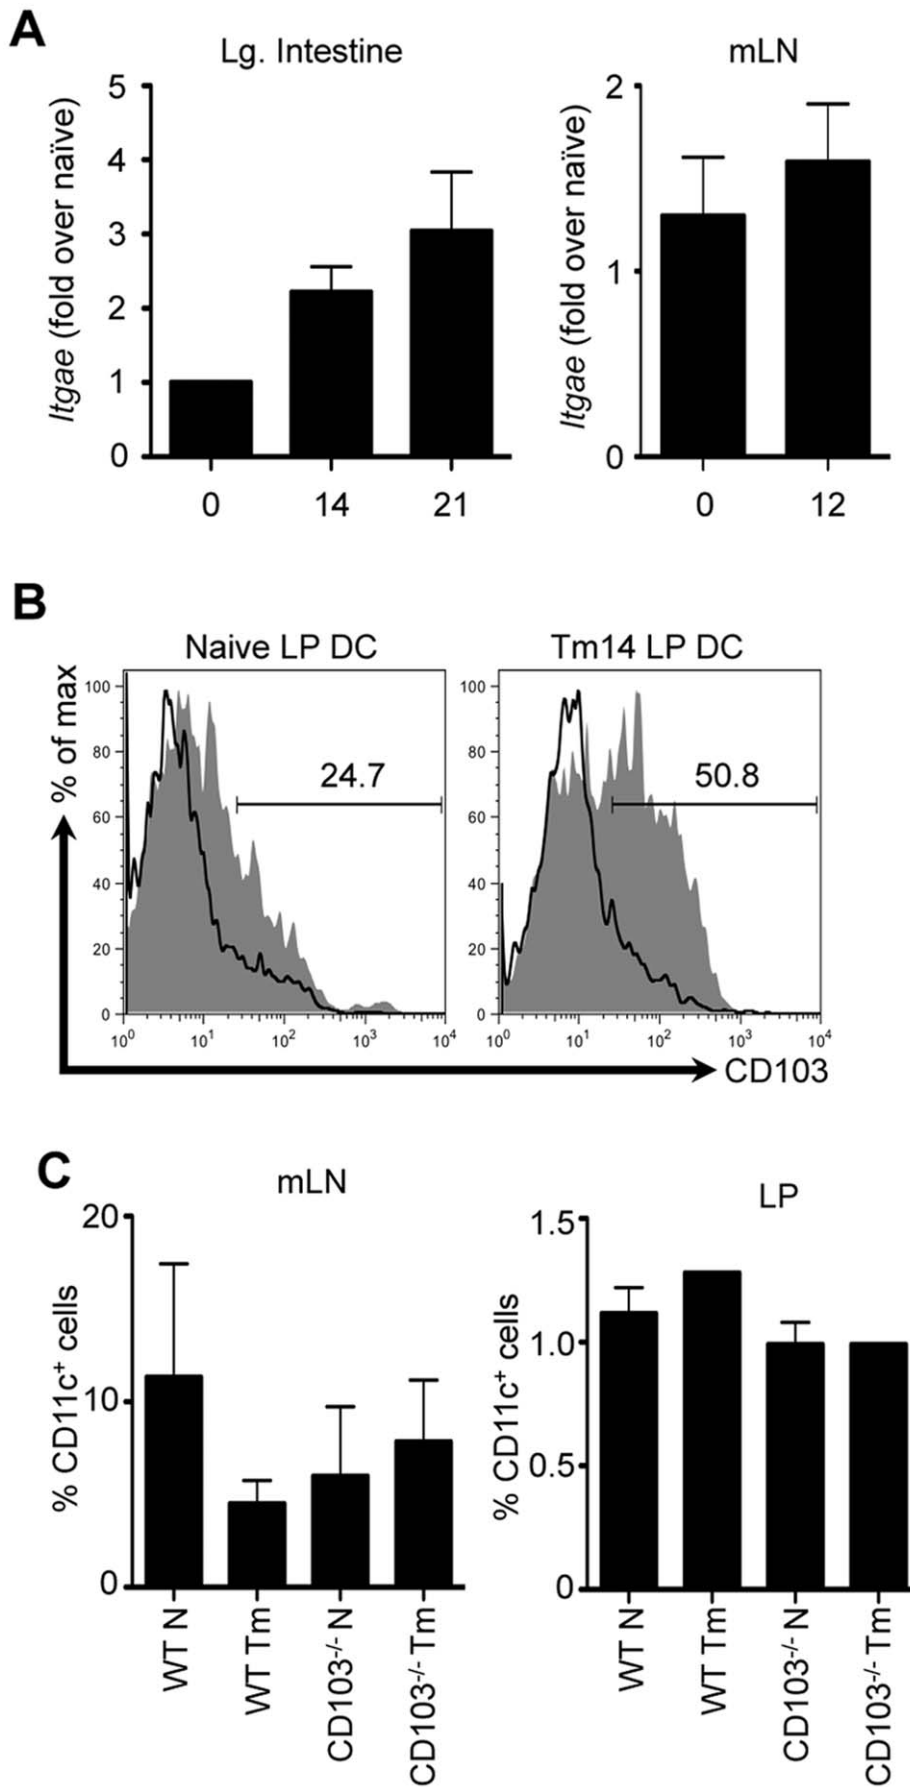 A
Lg. Intestine
mLN
Itgae (fold over naïve)
5
4
3
2
1
0
0 14 21
Itgae (fold over naïve)
2
1
0
0 12
B
Naive LP DC
Tm14 LP DC
% of max
100
80
60
40
20
0
24.7
10⁰ 10¹ 10² 10³ 10⁴
100
80
60
40
20
0
50.8
10⁰ 10¹ 10² 10³ 10⁴
CD103
C
mLN
% CD11c⁺ cells
20
10
0
WT N
WT Tm
CD103⁻/⁻ N
CD103⁻/⁻ Tm
LP
% CD11c⁺ cells
1.5
1.0
0.5
0
WT N
WT Tm
CD103⁻/⁻ N
CD103⁻/⁻ Tm